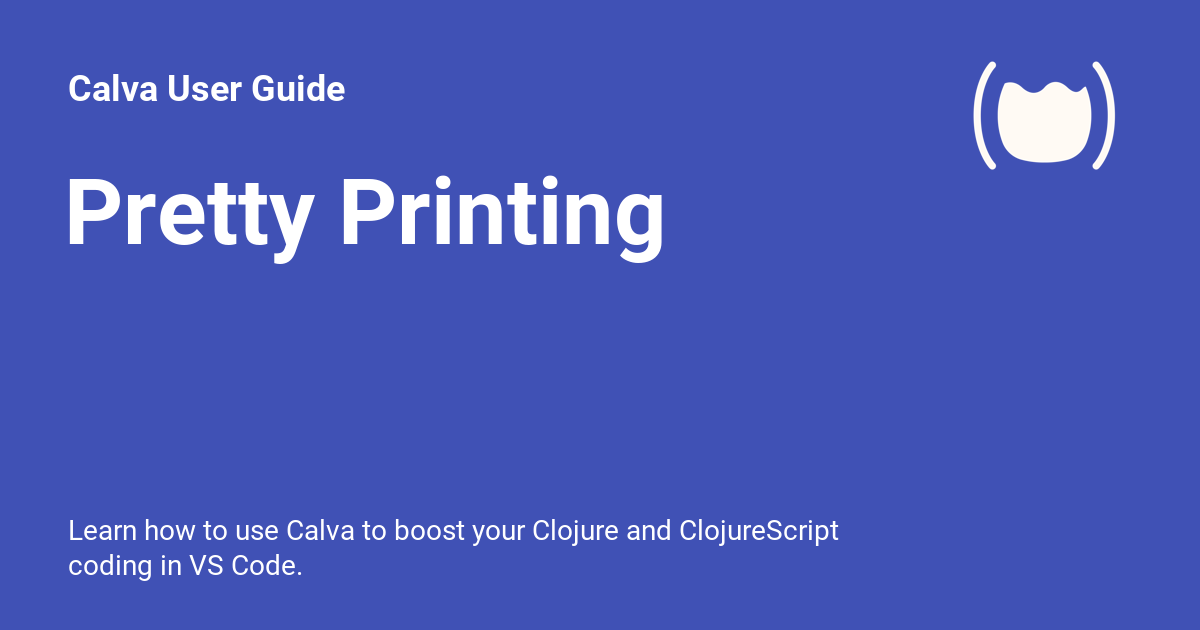 Calva User Guide
Pretty Printing
Learn how to use Calva to boost your Clojure and ClojureScript
coding in VS Code.